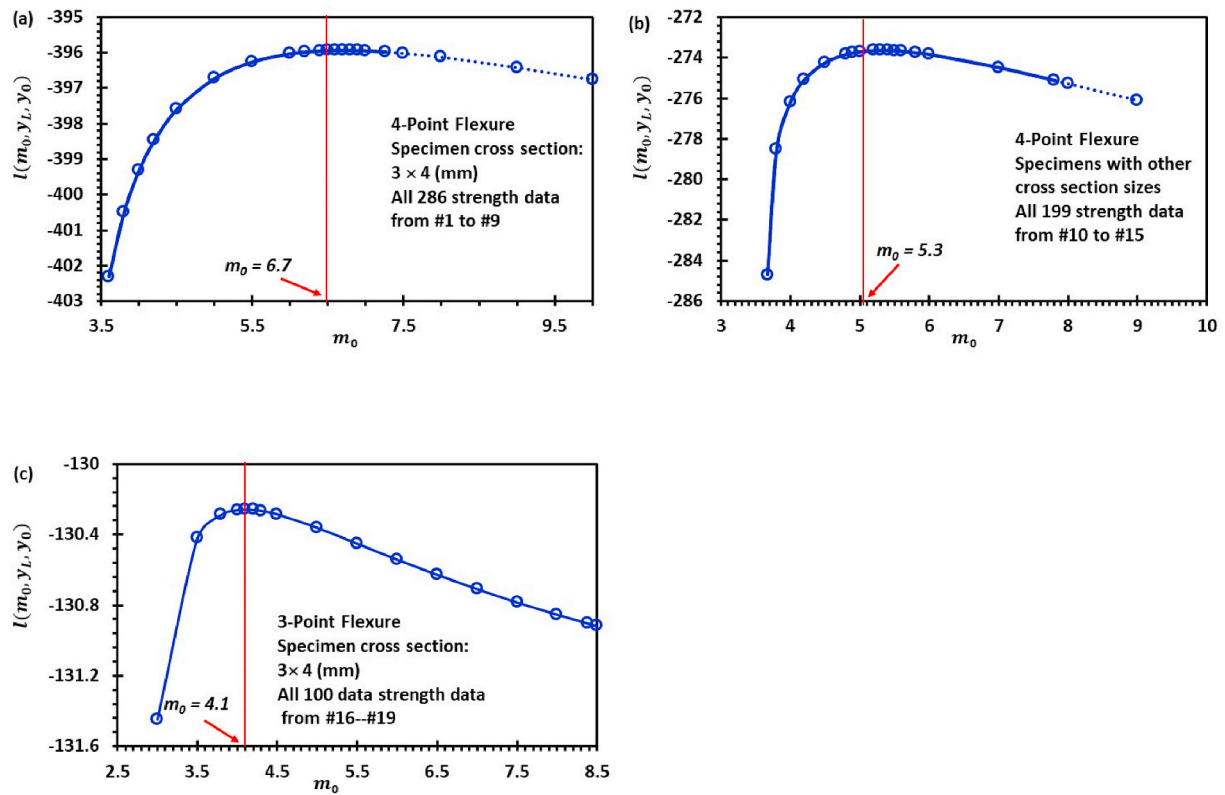 (a)
-395
-396
-397
-398
-399
-400
-401
-402
-403
l(m₀, y_L, y₀)
4-Point Flexure
Specimen cross section:
3 × 4 (mm)
All 286 strength data
from #1 to #9
m₀ = 6.7
3.5 5.5 7.5 9.5
m₀
(b)
-272
-274
-276
-278
-280
-282
-284
-286
l(m₀, y_L, y₀)
4-Point Flexure
Specimens with other
cross section sizes
All 199 strength data
from #10 to #15
m₀ = 5.3
3 4 5 6 7 8 9 10
m₀
(c)
-130
-130.4
-130.8
-131.2
-131.6
l(m₀, y_L, y₀)
3-Point Flexure
Specimen cross section:
3× 4 (mm)
All 100 data strength data
from #16--#19
m₀ = 4.1
2.5 3.5 4.5 5.5 6.5 7.5 8.5
m₀